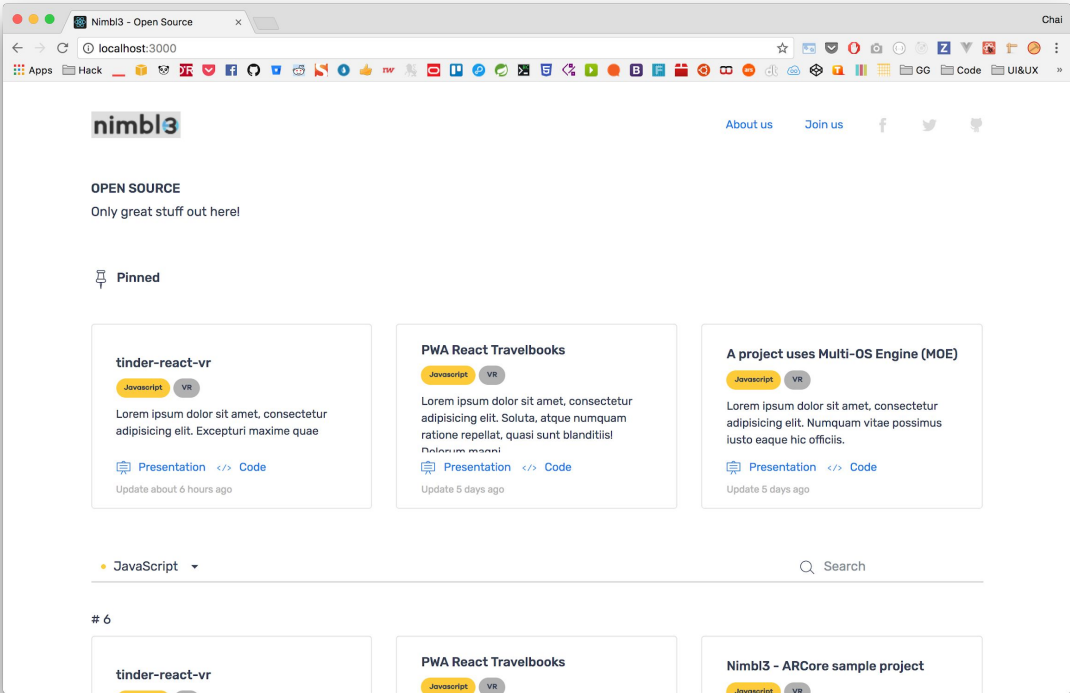 Nimbl3 - Open Source
Chai
localhost:3000
Apps Hack GG Code UI&UX »
nimbl3 About us Join us
OPEN SOURCE
Only great stuff out here!
Pinned
tinder-react-vr
Javascript VR
Lorem ipsum dolor sit amet, consectetur
adipisicing elit. Excepturi maxime quae
Presentation </> Code
Update about 6 hours ago
PWA React Travelbooks
Javascript VR
Lorem ipsum dolor sit amet, consectetur
adipisicing elit. Soluta, atque numquam
ratione repellat, quasi sunt blanditiis!
Dolorum magni
Presentation </> Code
Update 5 days ago
A project uses Multi-OS Engine (MOE)
Javascript VR
Lorem ipsum dolor sit amet, consectetur
adipisicing elit. Numquam vitae possimus
iusto eaque hic officiis.
Presentation </> Code
Update 5 days ago
JavaScript Search
# 6
tinder-react-vr
PWA React Travelbooks
Javascript VR
Nimbl3 - ARCore sample project
Javascript VR